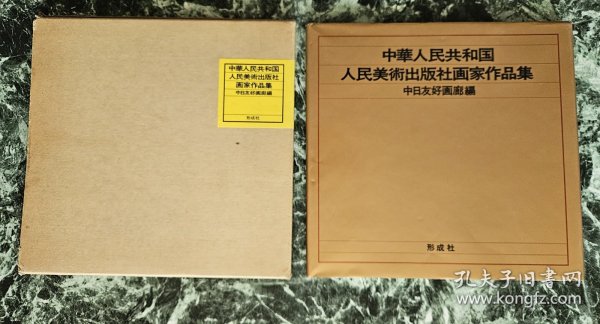 中華人民共和国
人民美術出版社
画家作品集
中日友好画廊編
形成社
中華人民共和国
人民美術出版社画家作品集
中日友好画廊編
形成社
孔夫子旧书网
www.kongfz.com